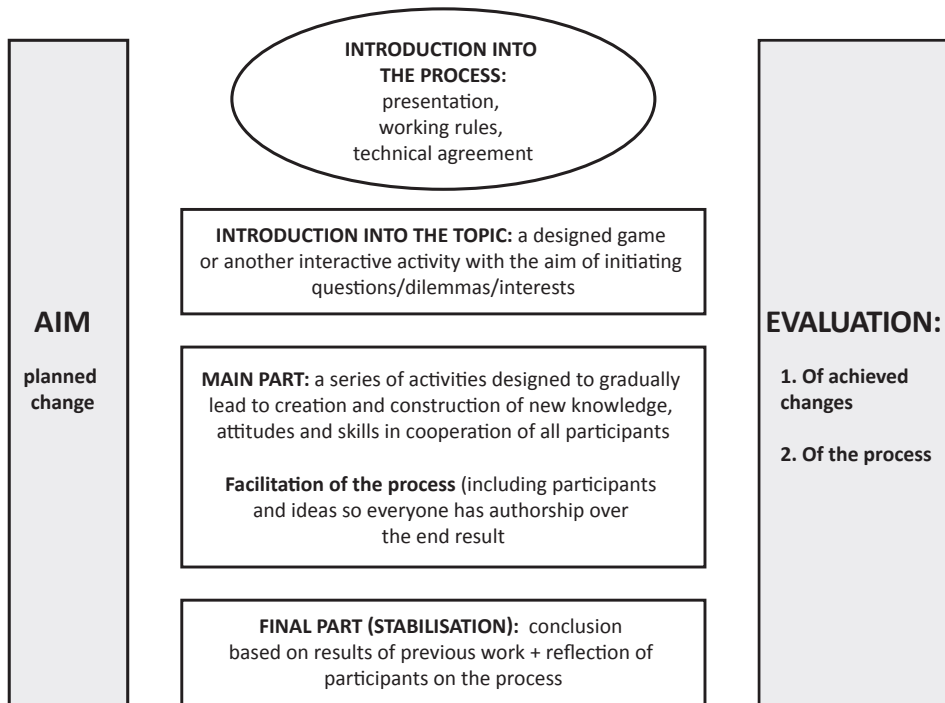 INTRODUCTION INTO
THE PROCESS:
presentation,
working rules,
technical agreement
INTRODUCTION INTO THE TOPIC: a designed game
or another interactive activity with the aim of initiating
questions/dilemmas/interests
AIM
planned
change
MAIN PART: a series of activities designed to gradually
lead to creation and construction of new knowledge,
attitudes and skills in cooperation of all participants
Facilitation of the process (including participants
and ideas so everyone has authorship over
the end result
FINAL PART (STABILISATION): conclusion
based on results of previous work + reflection of
participants on the process
EVALUATION:
1. Of achieved
changes
2. Of the process